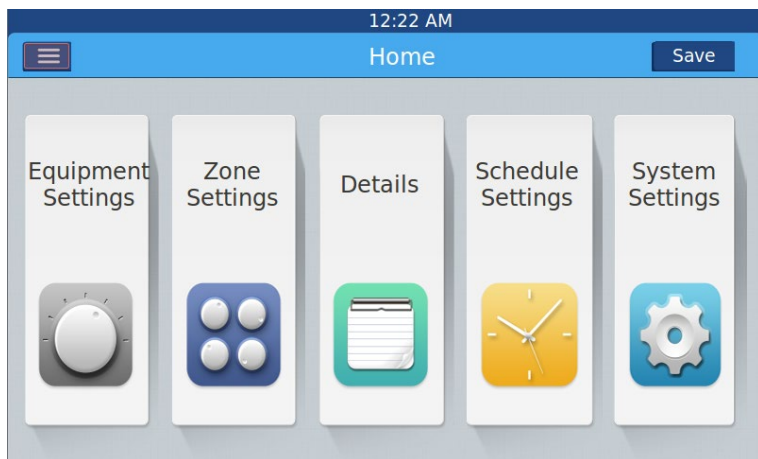 12:22 AM
Home
Save
Equipment
Settings
Zone
Settings
Details
Schedule
Settings
System
Settings